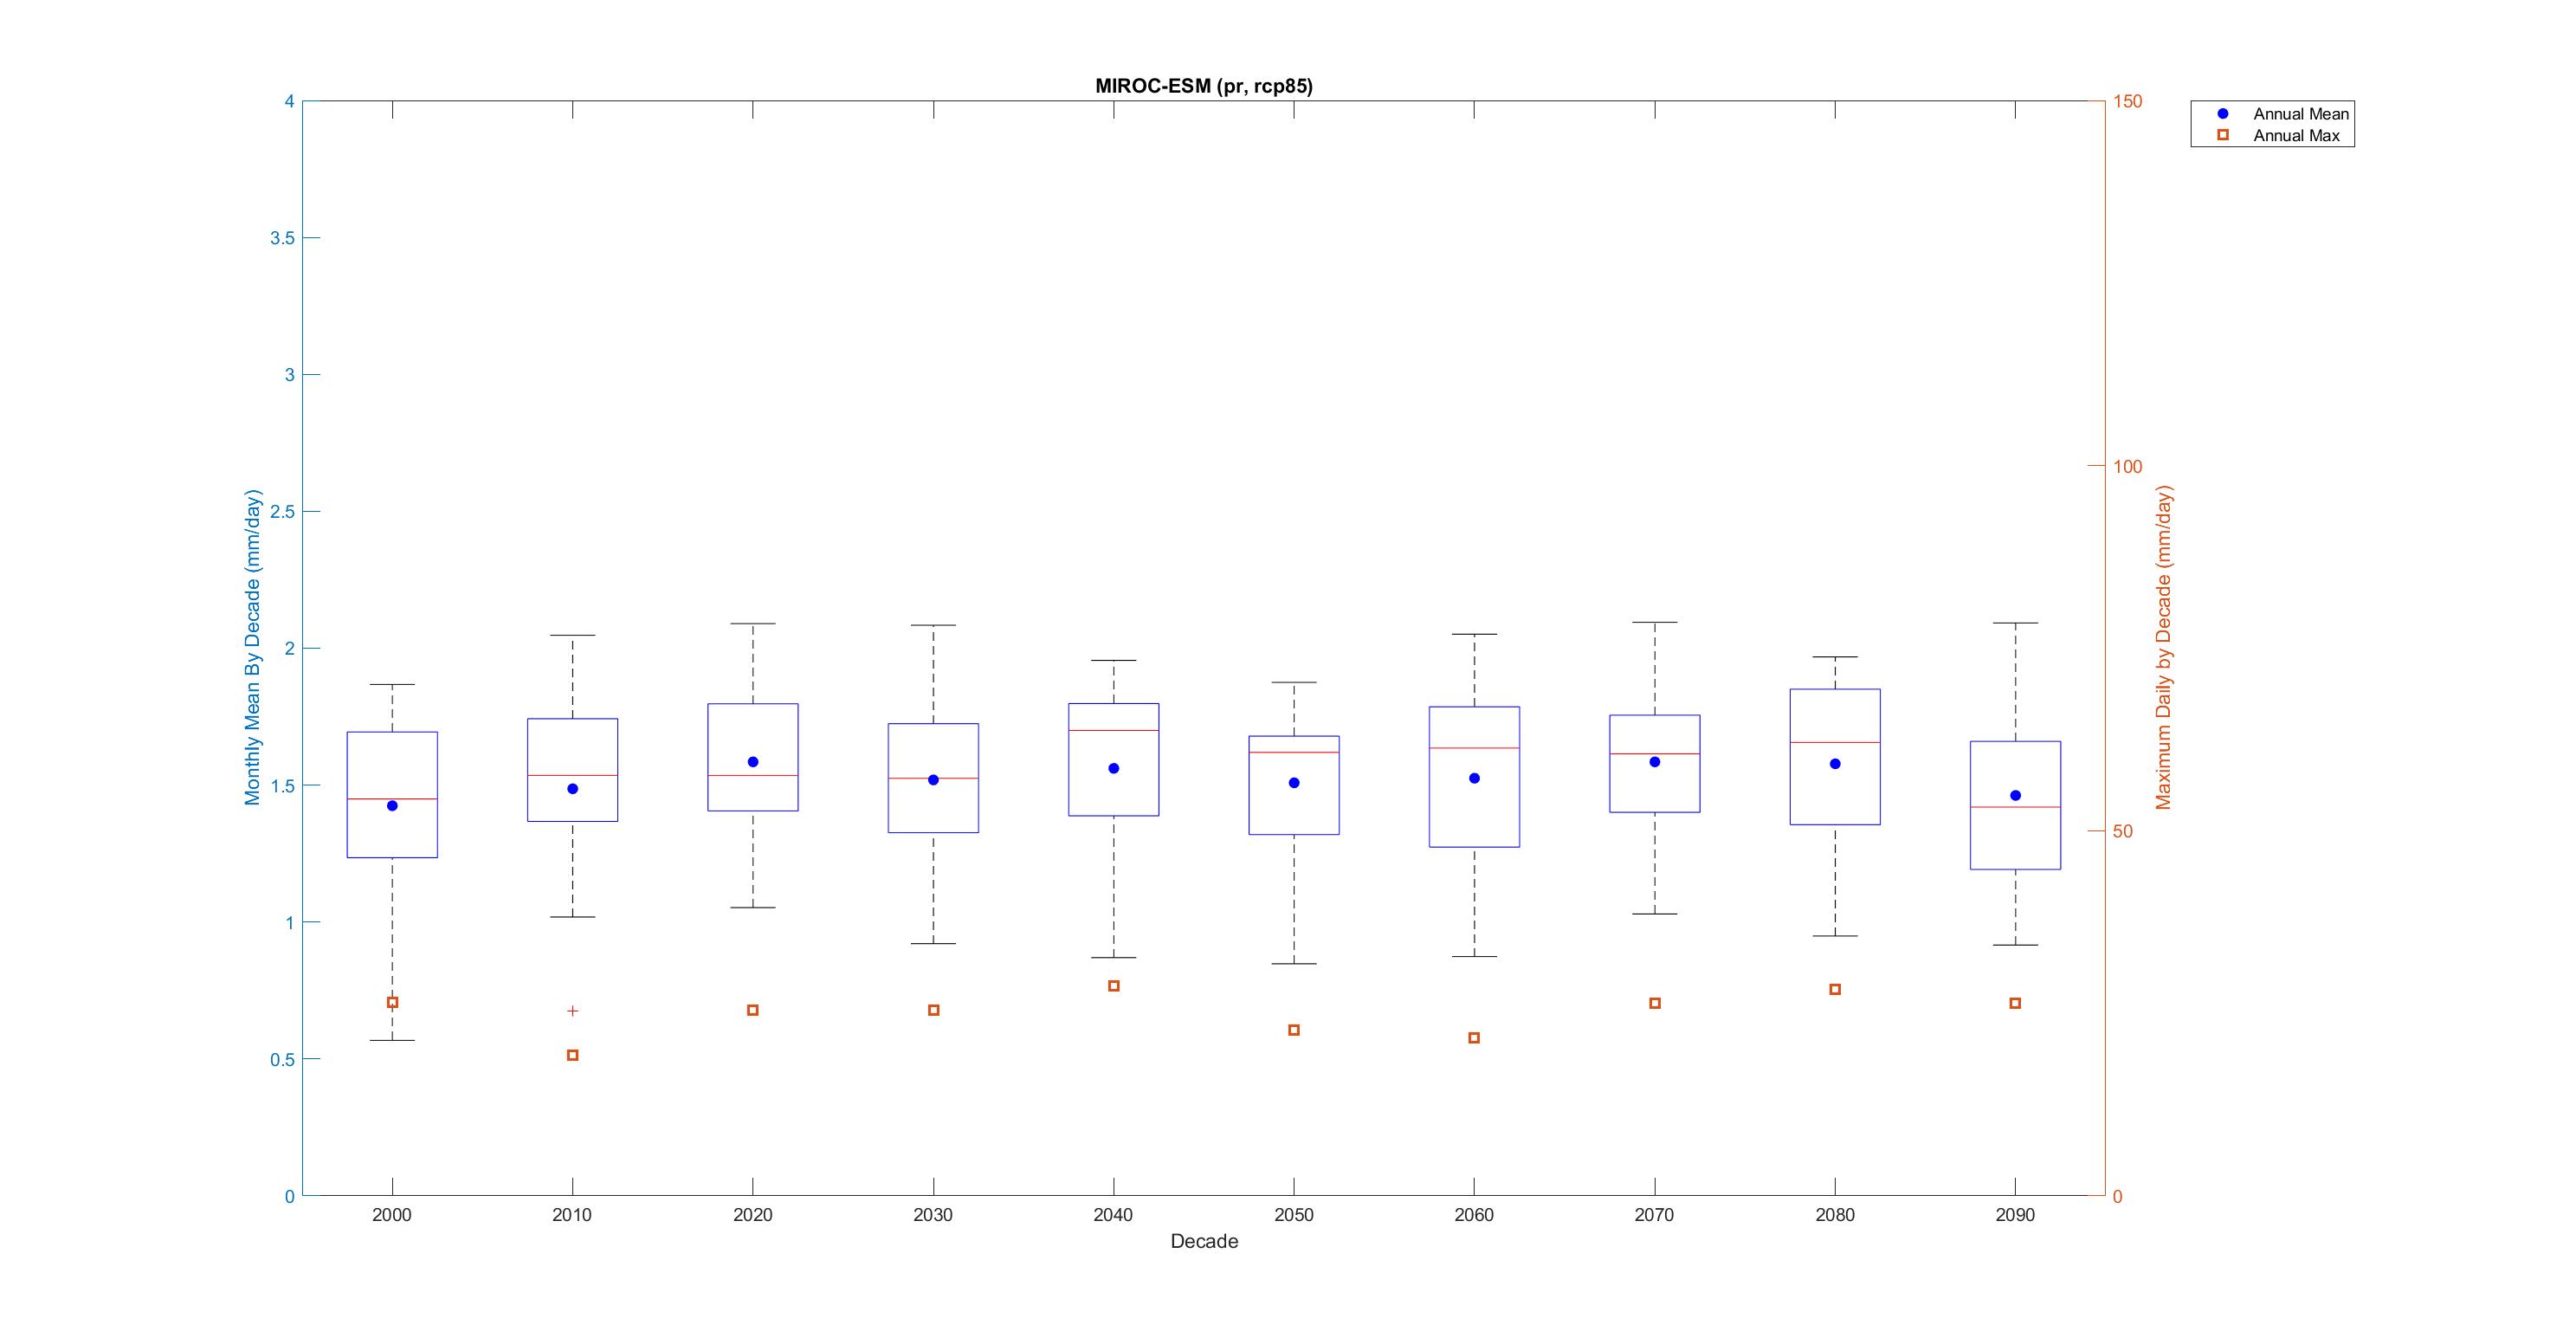 MIROC-ESM (pr, rcp85)
Annual Mean
Annual Max
Monthly Mean By Decade (mm/day)
4
3.5
3
2.5
2
1.5
1
0.5
0
150
100
50
0
Maximum Daily by Decade (mm/day)
2000 2010 2020 2030 2040 2050 2060 2070 2080 2090
Decade